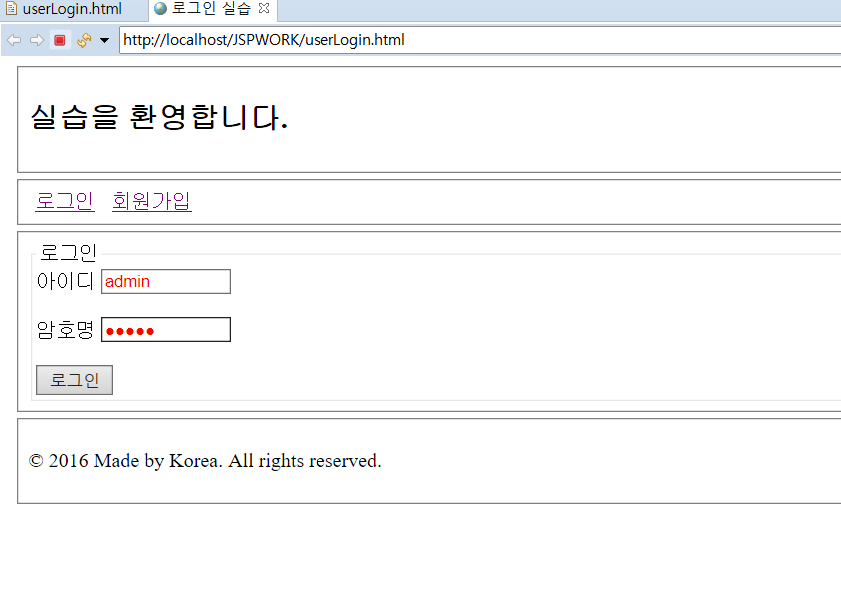 userLogin.html 로그인 실습
http://localhost/JSPWORK/userLogin.html
실습을 환영합니다.
로그인 회원가입
로그인
아이디 admin
암호명 ●●●●●
로그인
© 2016 Made by Korea. All rights reserved.